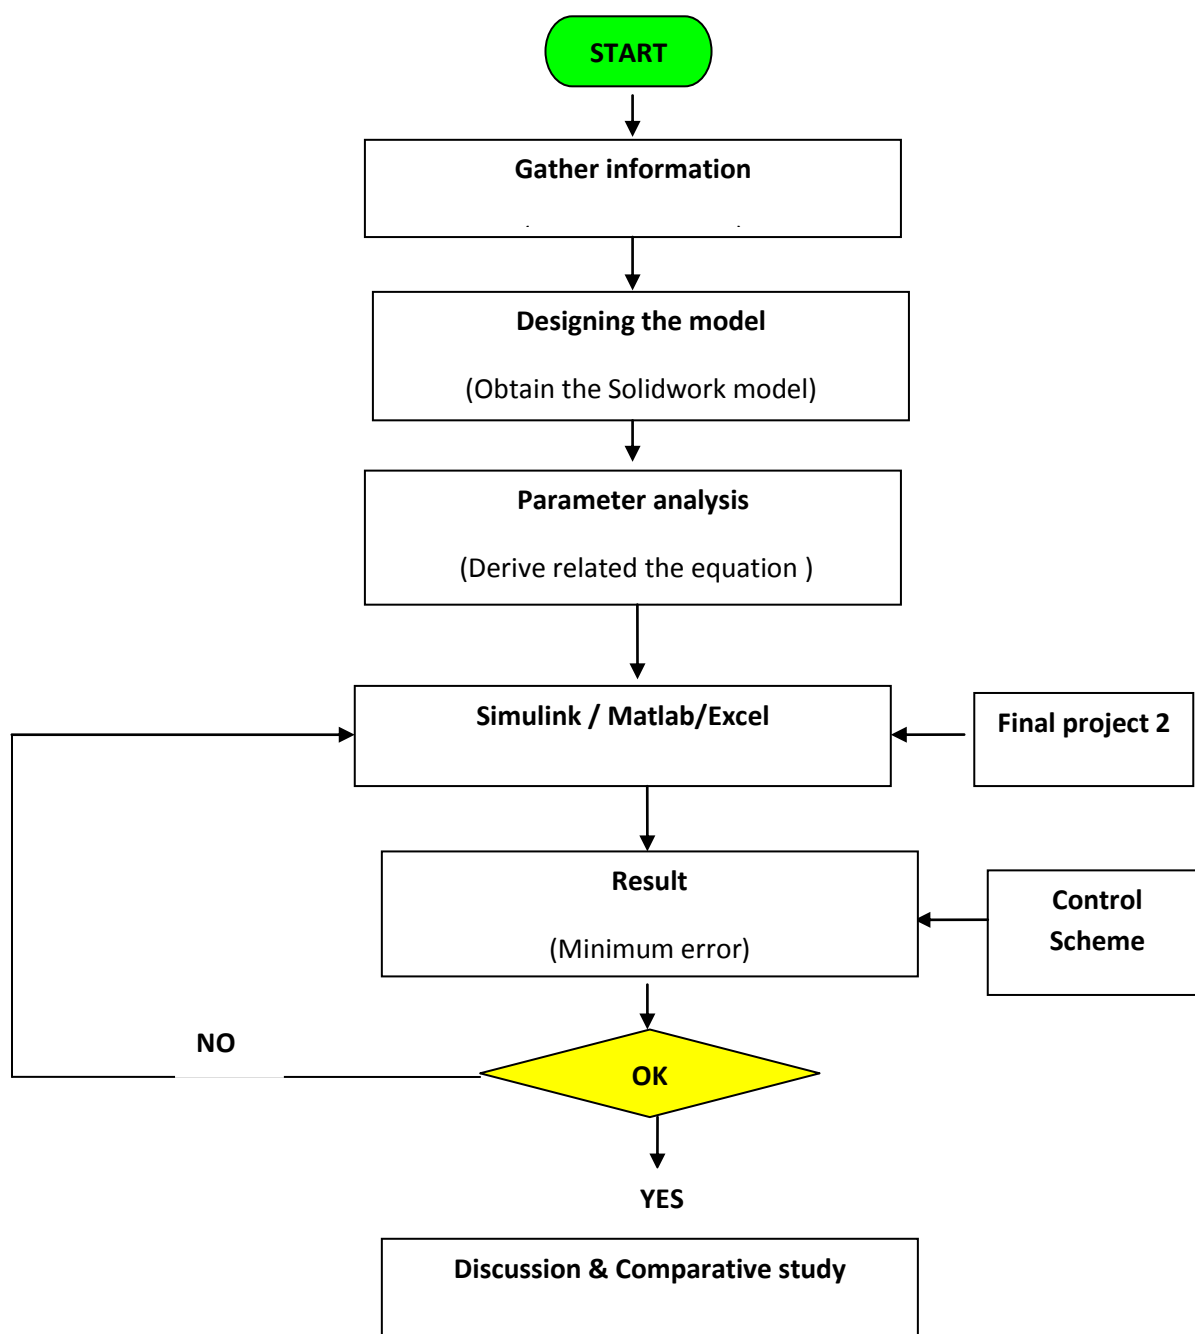 START
Gather information
Designing the model
(Obtain the Solidwork model)
Parameter analysis
(Derive related the equation )
Simulink / Matlab/Excel
Final project 2
Result
(Minimum error)
Control
Scheme
NO
OK
YES
Discussion & Comparative study